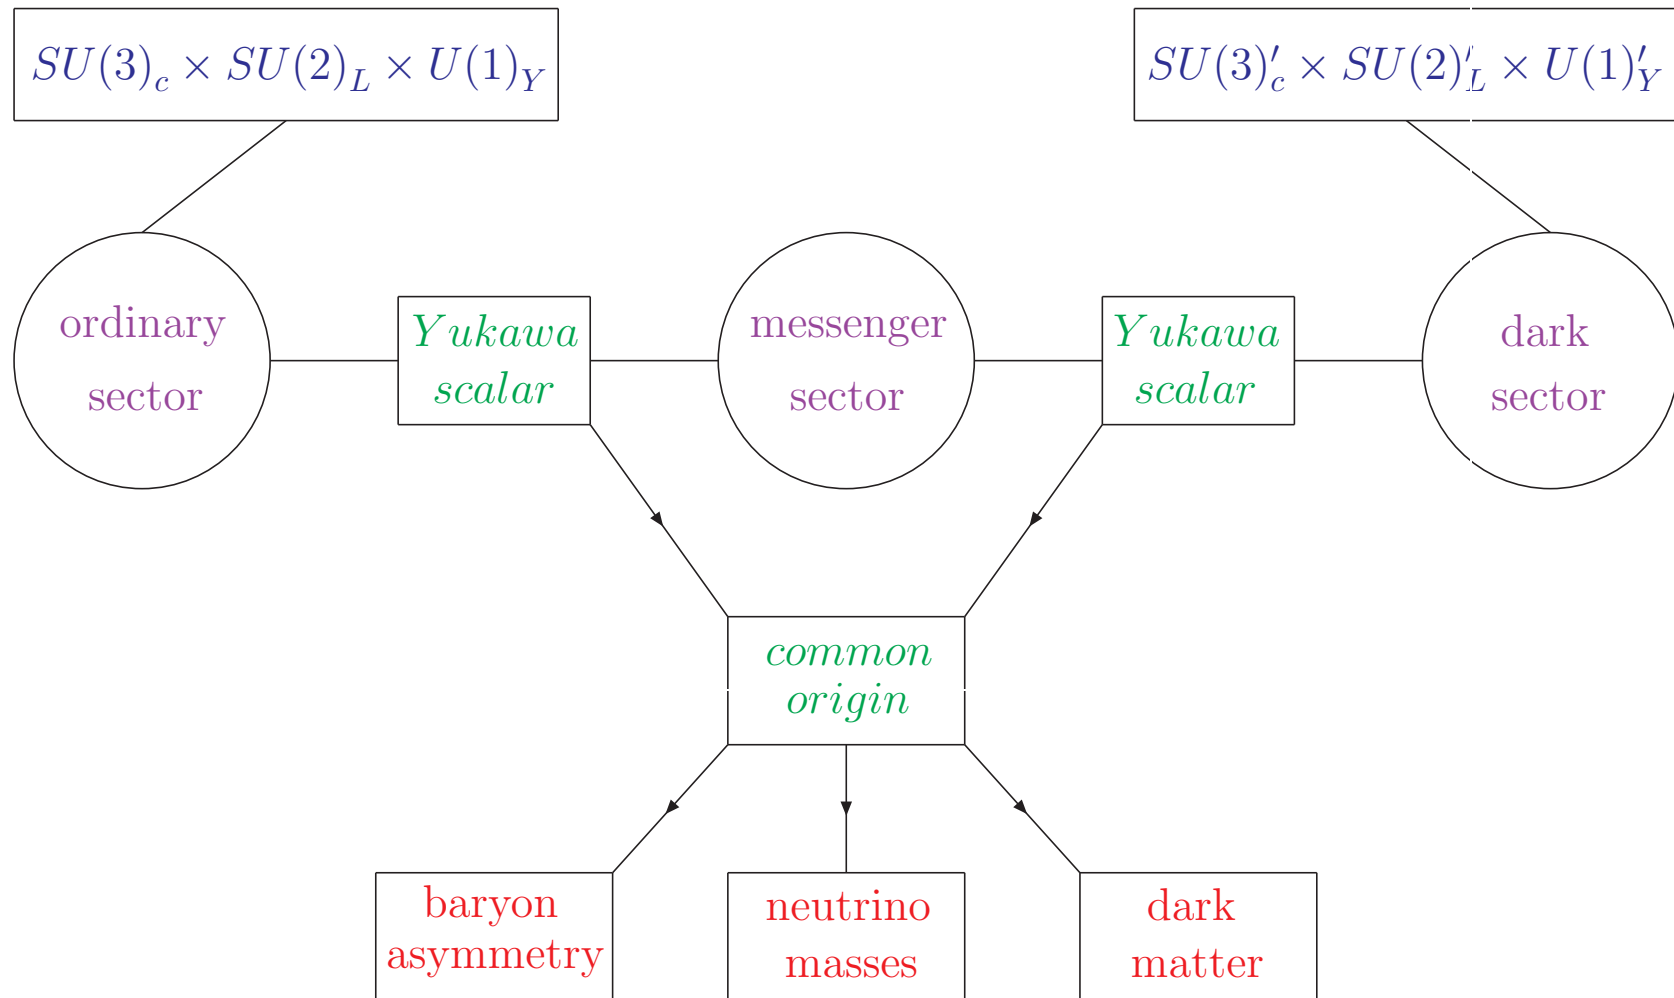 SU(3)_c × SU(2)_L × U(1)_Y
SU(3)′_c × SU(2)′_L × U(1)′_Y
ordinary
sector
Yukawa
scalar
messenger
sector
Yukawa
scalar
dark
sector
common
origin
baryon
asymmetry
neutrino
masses
dark
matter